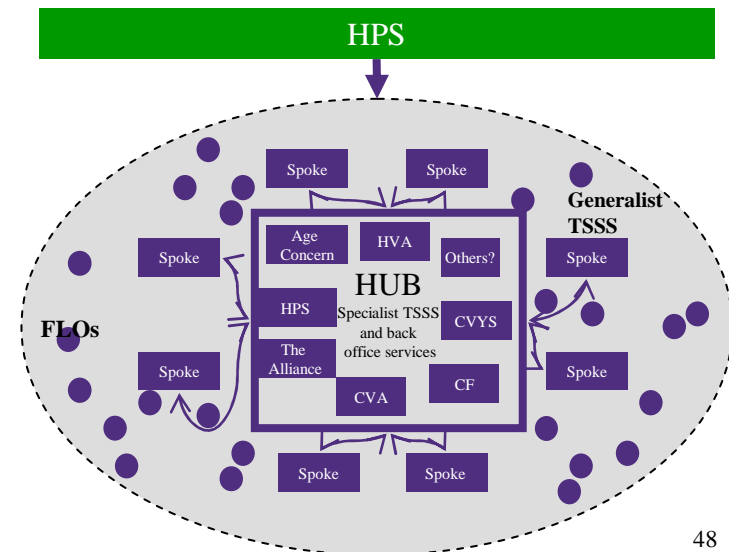 HPS
Spoke
Spoke
Generalist
TSSS
Age
Concern
HVA
Others?
Spoke
Spoke
HUB
HPS
Specialist TSSS
and back
office services
CVYS
FLOs
The
Alliance
Spoke
CF
Spoke
CVA
Spoke
Spoke
48